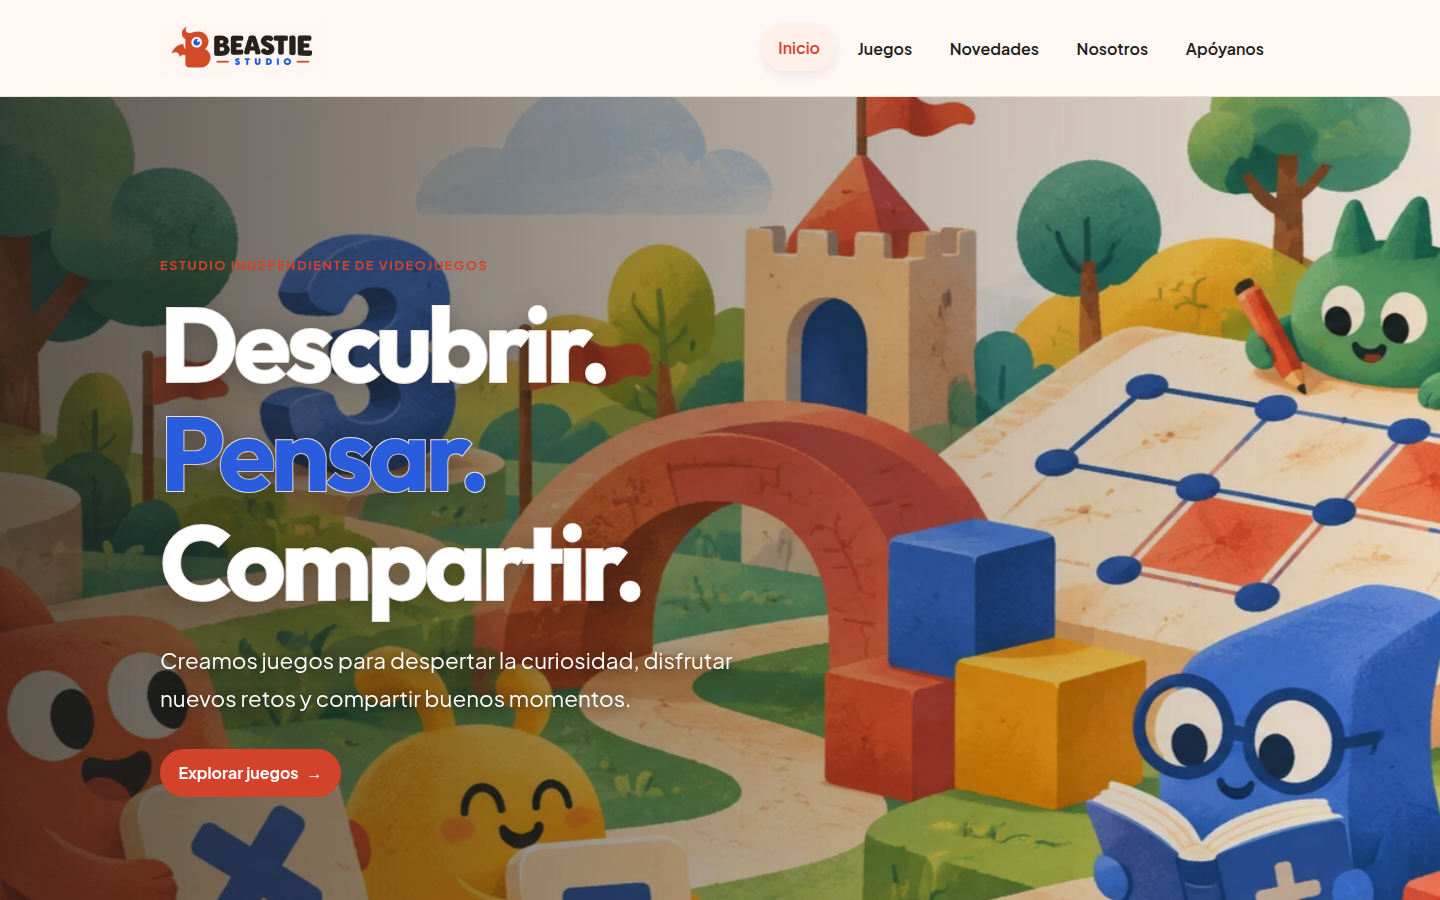 BEASTIE
STUDIO
Inicio
Juegos
Novedades
Nosotros
Apóyanos
ESTUDIO INDEPENDIENTE DE VIDEOJUEGOS
Descubrir.
Pensar.
Compartir.
Creamos juegos para despertar la curiosidad, disfrutar
nuevos retos y compartir buenos momentos.
Explorar juegos →
3